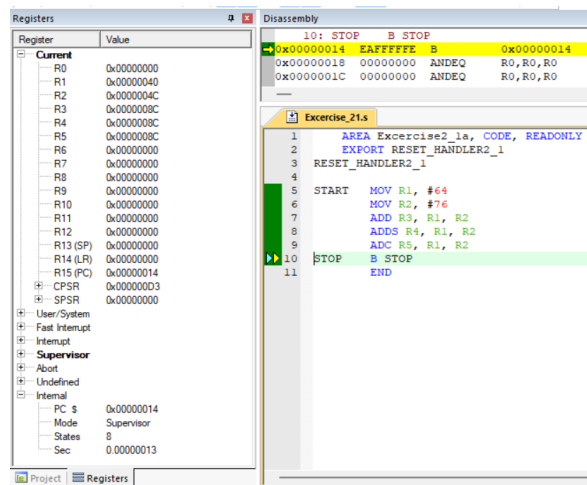 Registers
Register Value
Current
R0 0x00000000
R1 0x00000040
R2 0x0000004C
R3 0x0000008C
R4 0x0000008C
R5 0x0000008C
R6 0x00000000
R7 0x00000000
R8 0x00000000
R9 0x00000000
R10 0x00000000
R11 0x00000000
R12 0x00000000
R13 (SP) 0x00000000
R14 (LR) 0x00000000
R15 (PC) 0x00000014
CPSR 0x000000D3
SPSR 0x00000000
User/System
Fast Interrupt
Interrupt
Supervisor
Abort
Undefined
Internal
PC $ 0x00000014
Mode Supervisor
States 8
Sec 0.00000013
Project Registers
Disassembly
10: STOP B STOP
0x00000014 EAFFFFFE B 0x00000014
0x00000018 00000000 ANDEQ R0,R0,R0
0x0000001C 00000000 ANDEQ R0,R0,R0
Excercise_21.s
1 AREA Excercise2_1a, CODE, READONLY
2 EXPORT RESET_HANDLER2_1
3 RESET_HANDLER2_1
4
5 START MOV R1, #64
6 MOV R2, #76
7 ADD R3, R1, R2
8 ADDS R4, R1, R2
9 ADC R5, R1, R2
10 STOP B STOP
11 END